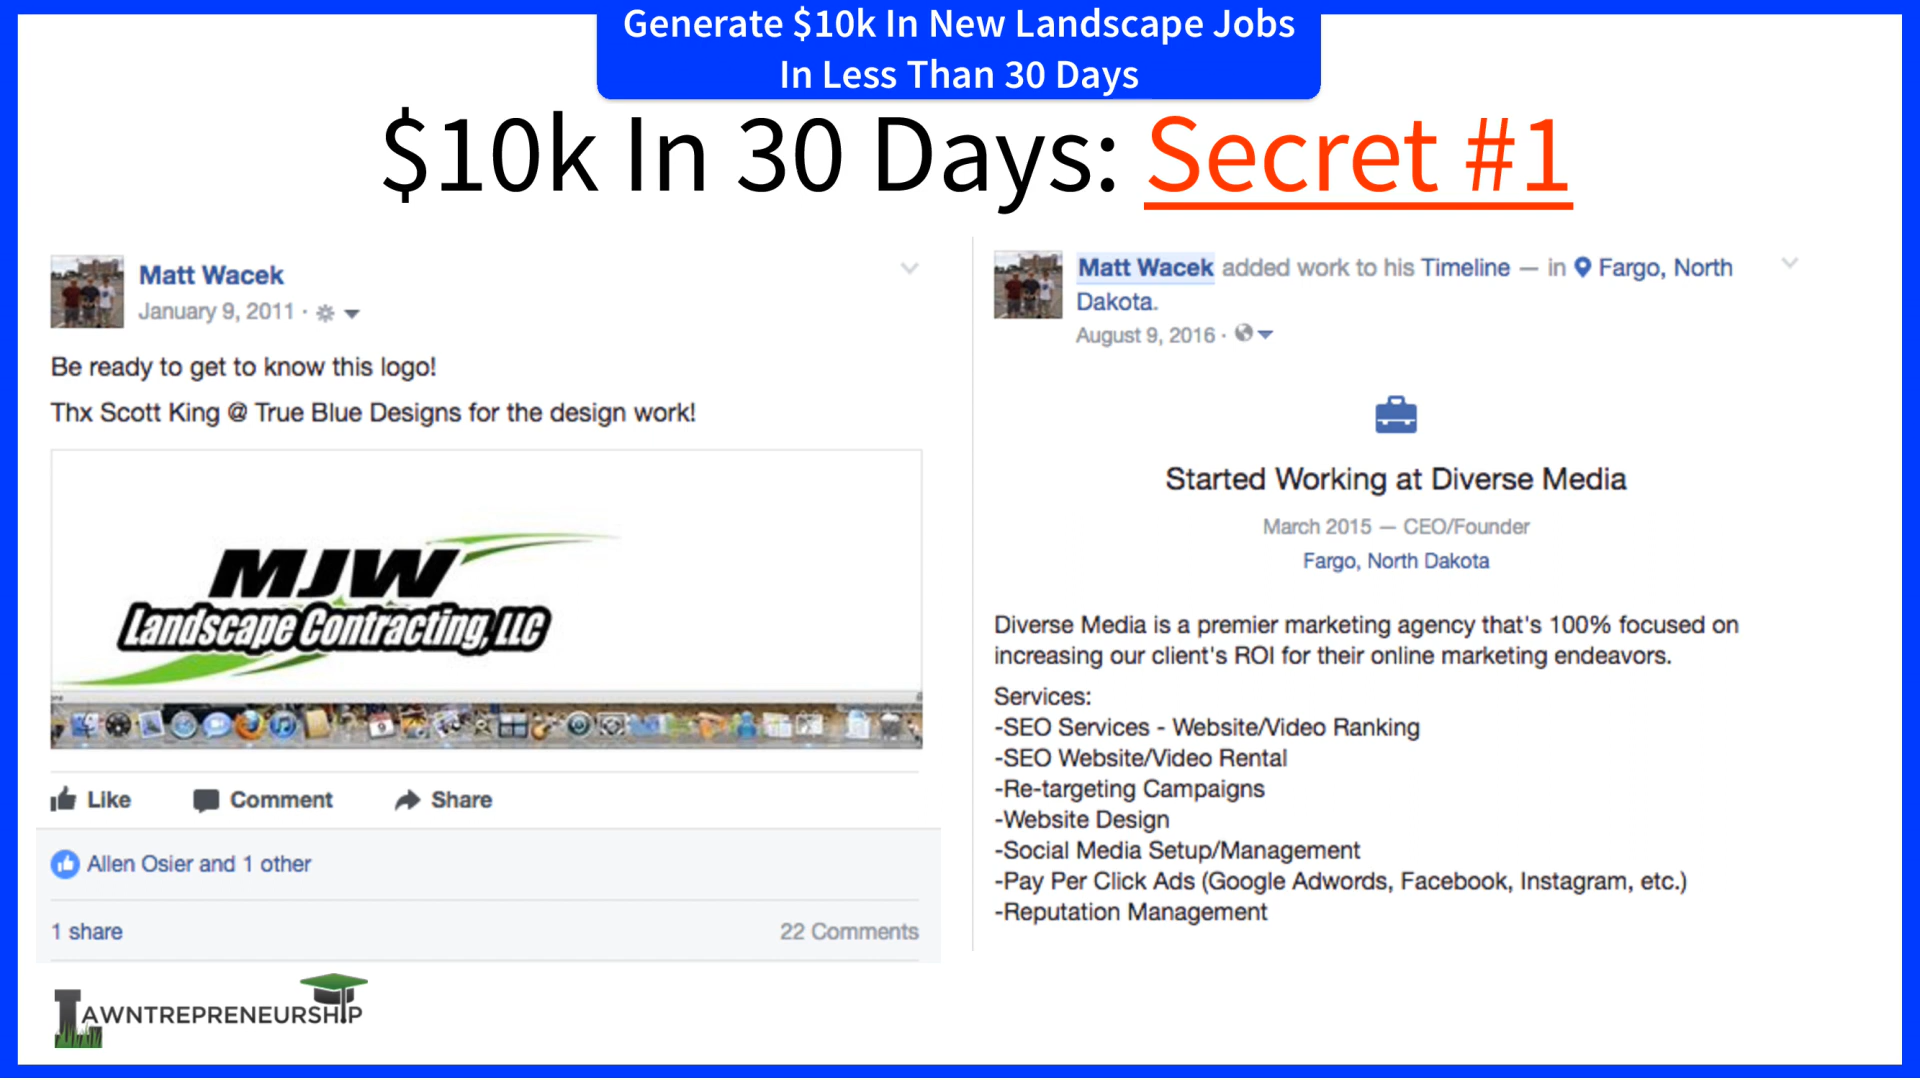 Generate $10k In New Landscape Jobs
In Less Than 30 Days
$10k In 30 Days: Secret #1
Matt Wacek
January 9, 2011 ·
Be ready to get to know this logo!
Thx Scott King @ True Blue Designs for the design work!
MJW
Landscape Contracting, LLC
Like Comment Share
Allen Osier and 1 other
1 share 22 Comments
Matt Wacek added work to his Timeline — in Fargo, North
Dakota.
August 9, 2016 ·
Started Working at Diverse Media
March 2015 — CEO/Founder
Fargo, North Dakota
Diverse Media is a premier marketing agency that's 100% focused on
increasing our client's ROI for their online marketing endeavors.
Services:
-SEO Services - Website/Video Ranking
-SEO Website/Video Rental
-Re-targeting Campaigns
-Website Design
-Social Media Setup/Management
-Pay Per Click Ads (Google Adwords, Facebook, Instagram, etc.)
-Reputation Management
LAWNTREPRENEURSHIP